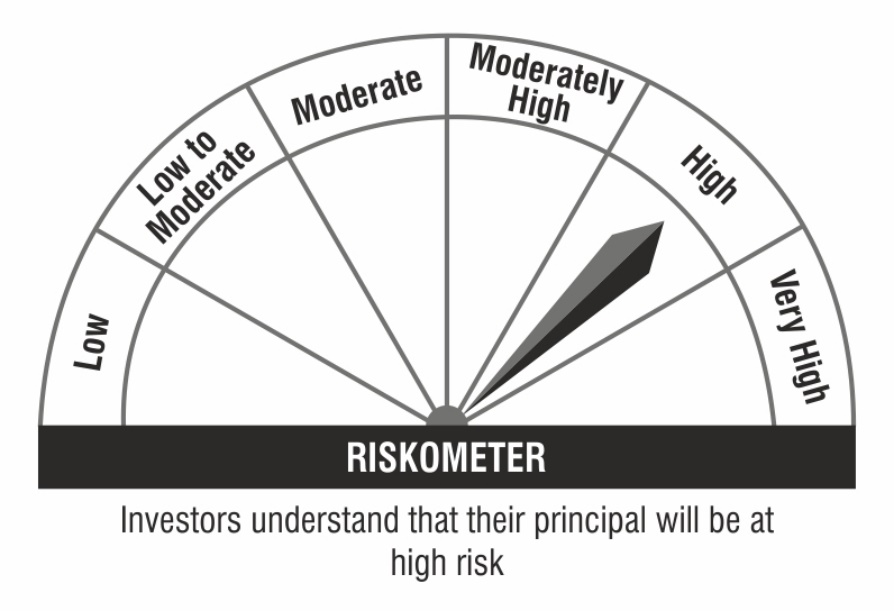 Low
Low to
Moderate
Moderate
Moderately
High
High
Very High
RISKOMETER
Investors understand that their principal will be at
high risk